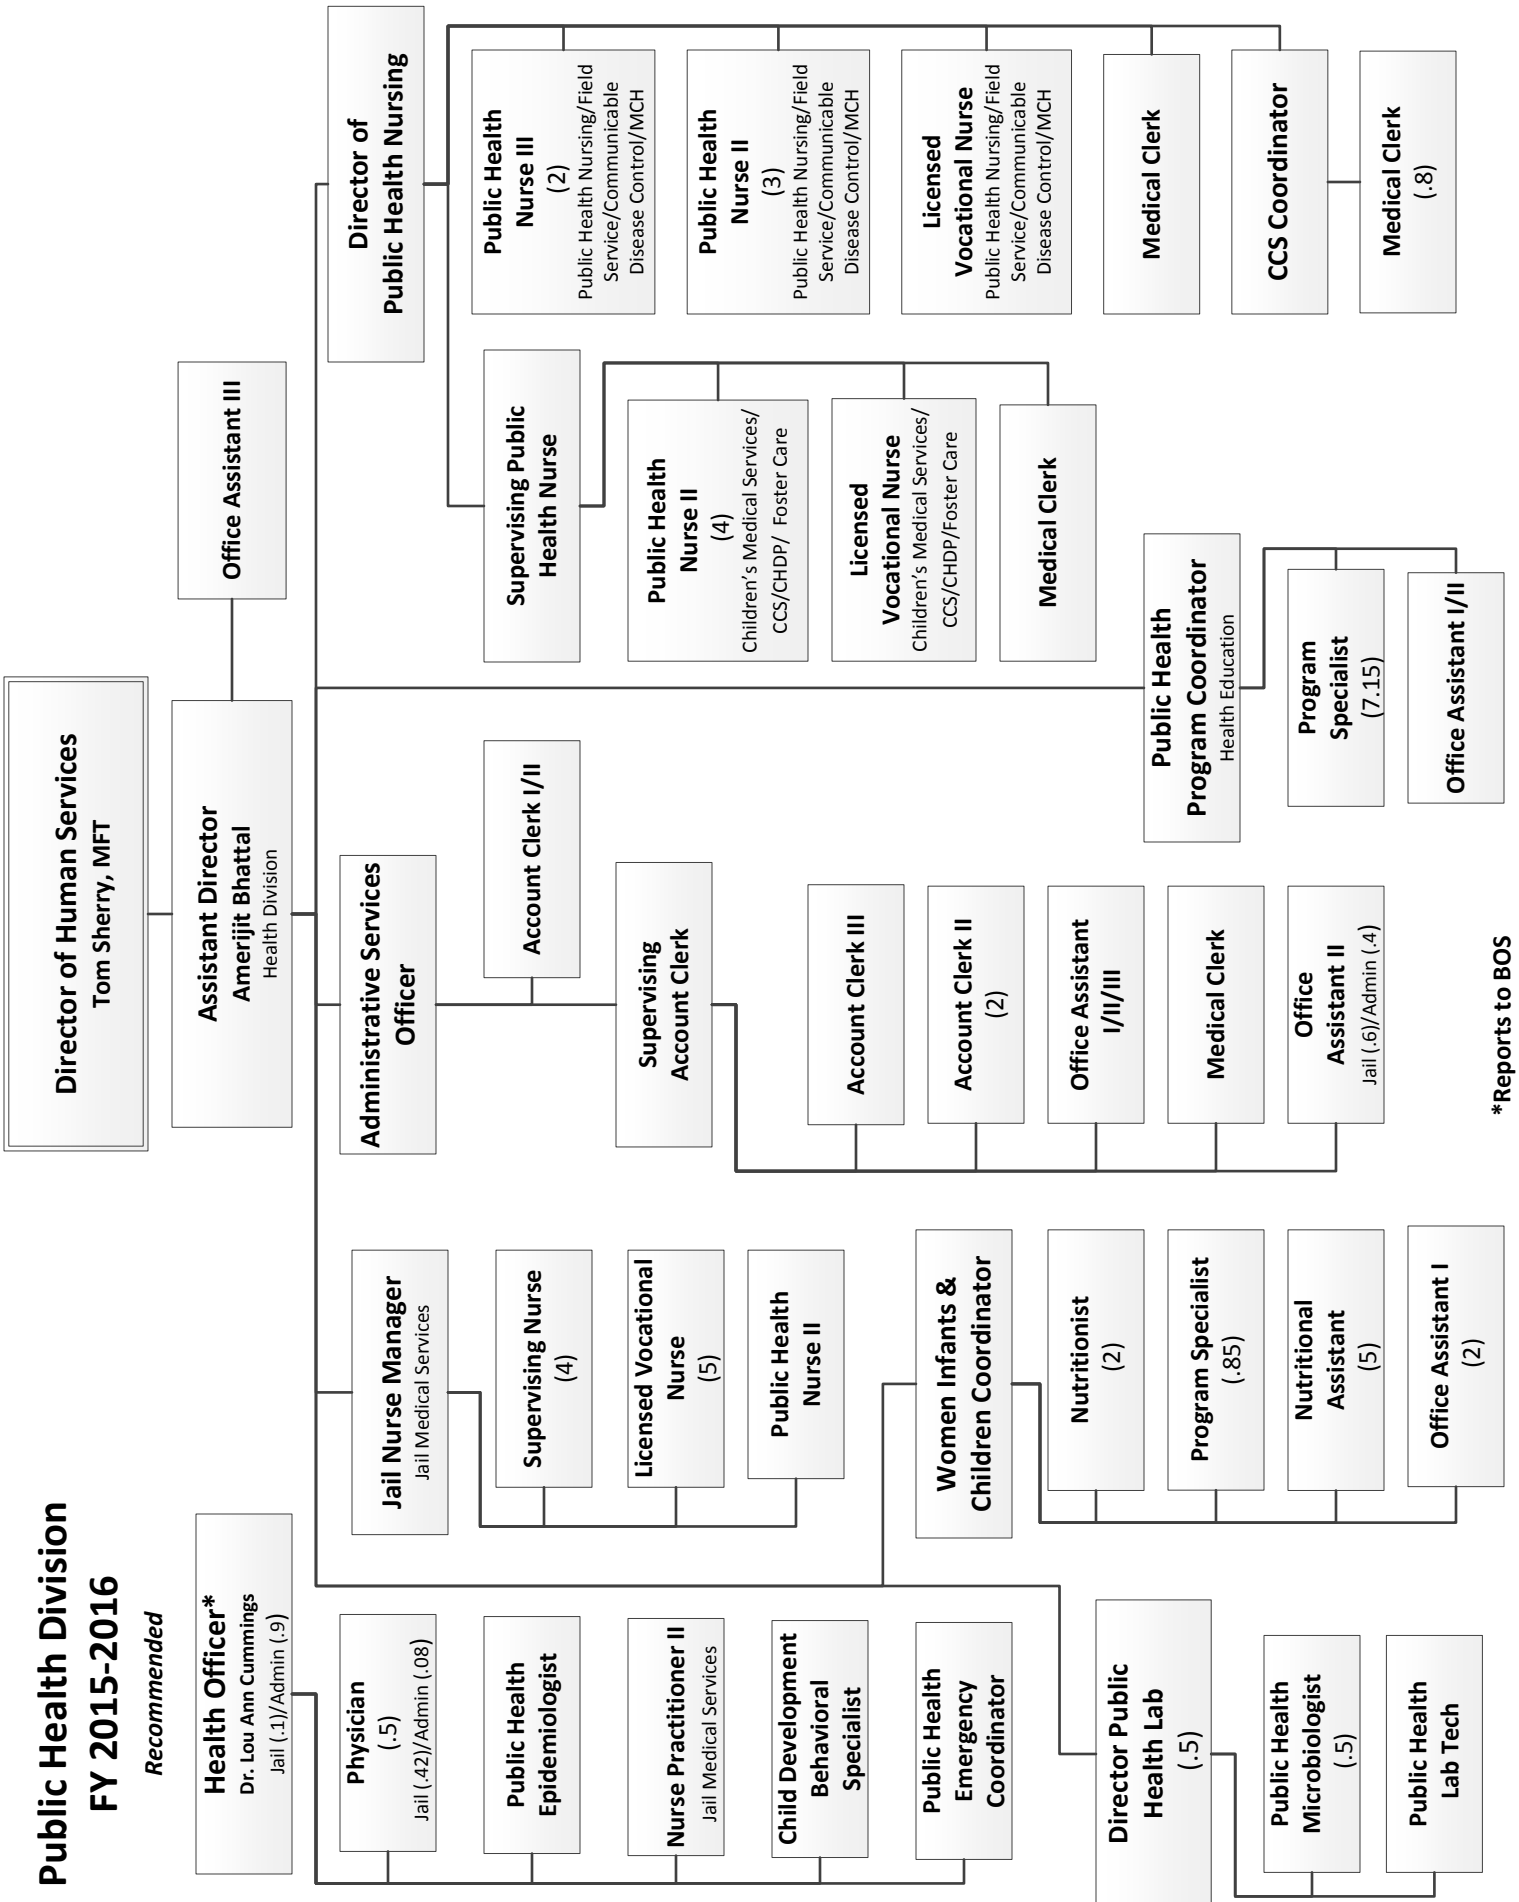 Public Health Division
FY 2015-2016
Recommended
Director of Human Services
Tom Sherry, MFT
Assistant Director
Amerijit Bhattal
Health Division
Office Assistant III
Health Officer*
Dr. Lou Ann Cummings
Jail (.1)/Admin (.9)
Physician
(.5)
Jail (.42)/Admin (.08)
Public Health
Epidemiologist
Nurse Practitioner II
Jail Medical Services
Child Development
Behavioral
Specialist
Public Health
Emergency
Coordinator
Director Public
Health Lab
(.5)
Public Health
Microbiologist
(.5)
Public Health
Lab Tech
Jail Nurse Manager
Jail Medical Services
Supervising Nurse
(4)
Licensed Vocational
Nurse
(5)
Public Health
Nurse II
Women Infants &
Children Coordinator
Nutritionist
(2)
Program Specialist
(.85)
Nutritional
Assistant
(5)
Office Assistant I
(2)
Administrative Services
Officer
Account Clerk I/II
Supervising
Account Clerk
Account Clerk III
Account Clerk II
(2)
Office Assistant
I/II/III
Medical Clerk
Office
Assistant II
Jail (.6)/Admin (.4)
Public Health
Program Coordinator
Health Education
Program
Specialist
(7.15)
Office Assistant I/II
Director of
Public Health Nursing
Supervising Public
Health Nurse
Public Health
Nurse II
(4)
Children’s Medical Services/
CCS/CHDP/ Foster Care
Licensed
Vocational Nurse
Children’s Medical Services/
CCS/CHDP/Foster Care
Medical Clerk
Public Health
Nurse III
(2)
Public Health Nursing/Field
Service/Communicable
Disease Control/MCH
Public Health
Nurse II
(3)
Public Health Nursing/Field
Service/Communicable
Disease Control/MCH
Licensed
Vocational Nurse
Public Health Nursing/Field
Service/Communicable
Disease Control/MCH
Medical Clerk
CCS Coordinator
Medical Clerk
(.8)
*Reports to BOS